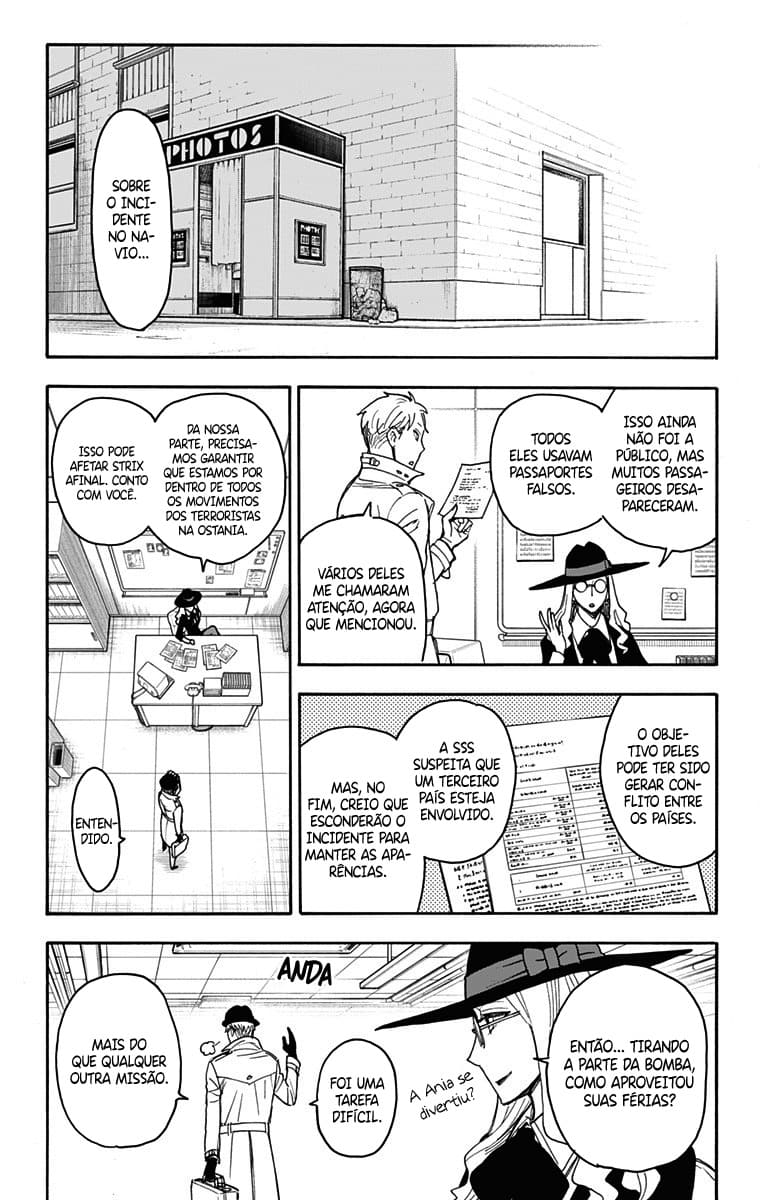 SOBRE
O INCI-
DENTE
NO NA-
VIO...
PHOTOS
ISSO AINDA
NÃO FOI A
PÚBLICO, MAS
MUITOS PASSA-
GEIROS DESA-
PARECERAM.
TODOS
ELES USAVAM
PASSAPORTES
FALSOS.
VÁRIOS DELES
ME CHAMARAM
ATENÇÃO, AGORA
QUE MENCIONOU.
O OBJE-
TIVO DELES
PODE TER SIDO
GERAR CON-
FLITO ENTRE
OS PAÍSES.
A SSS
SUSPEITA QUE
UM TERCEIRO
PAÍS ESTEJA
ENVOLVIDO.
MAS, NO
FIM, CREIO QUE
ESCONDERÃO O
INCIDENTE PARA
MANTER AS APA-
RÊNCIAS.
DA NOSSA
PARTE, PRECISA-
MOS GARANTIR
QUE ESTAMOS POR
DENTRO DE TODOS
OS MOVIMENTOS
DOS TERRORISTAS
NA OSTANIA.
ISSO PODE
AFETAR STRIX
AFINAL. CONTO
COM VOCÊ.
ENTEN-
DIDO.
ENTÃO... TIRANDO
A PARTE DA BOMBA,
COMO APROVEITOU
SUAS FÉRIAS?
A Ania se
divertiu?
ANDA
FOI UMA
TAREFA
DIFÍCIL.
MAIS DO
QUE QUALQUER
OUTRA MISSÃO.